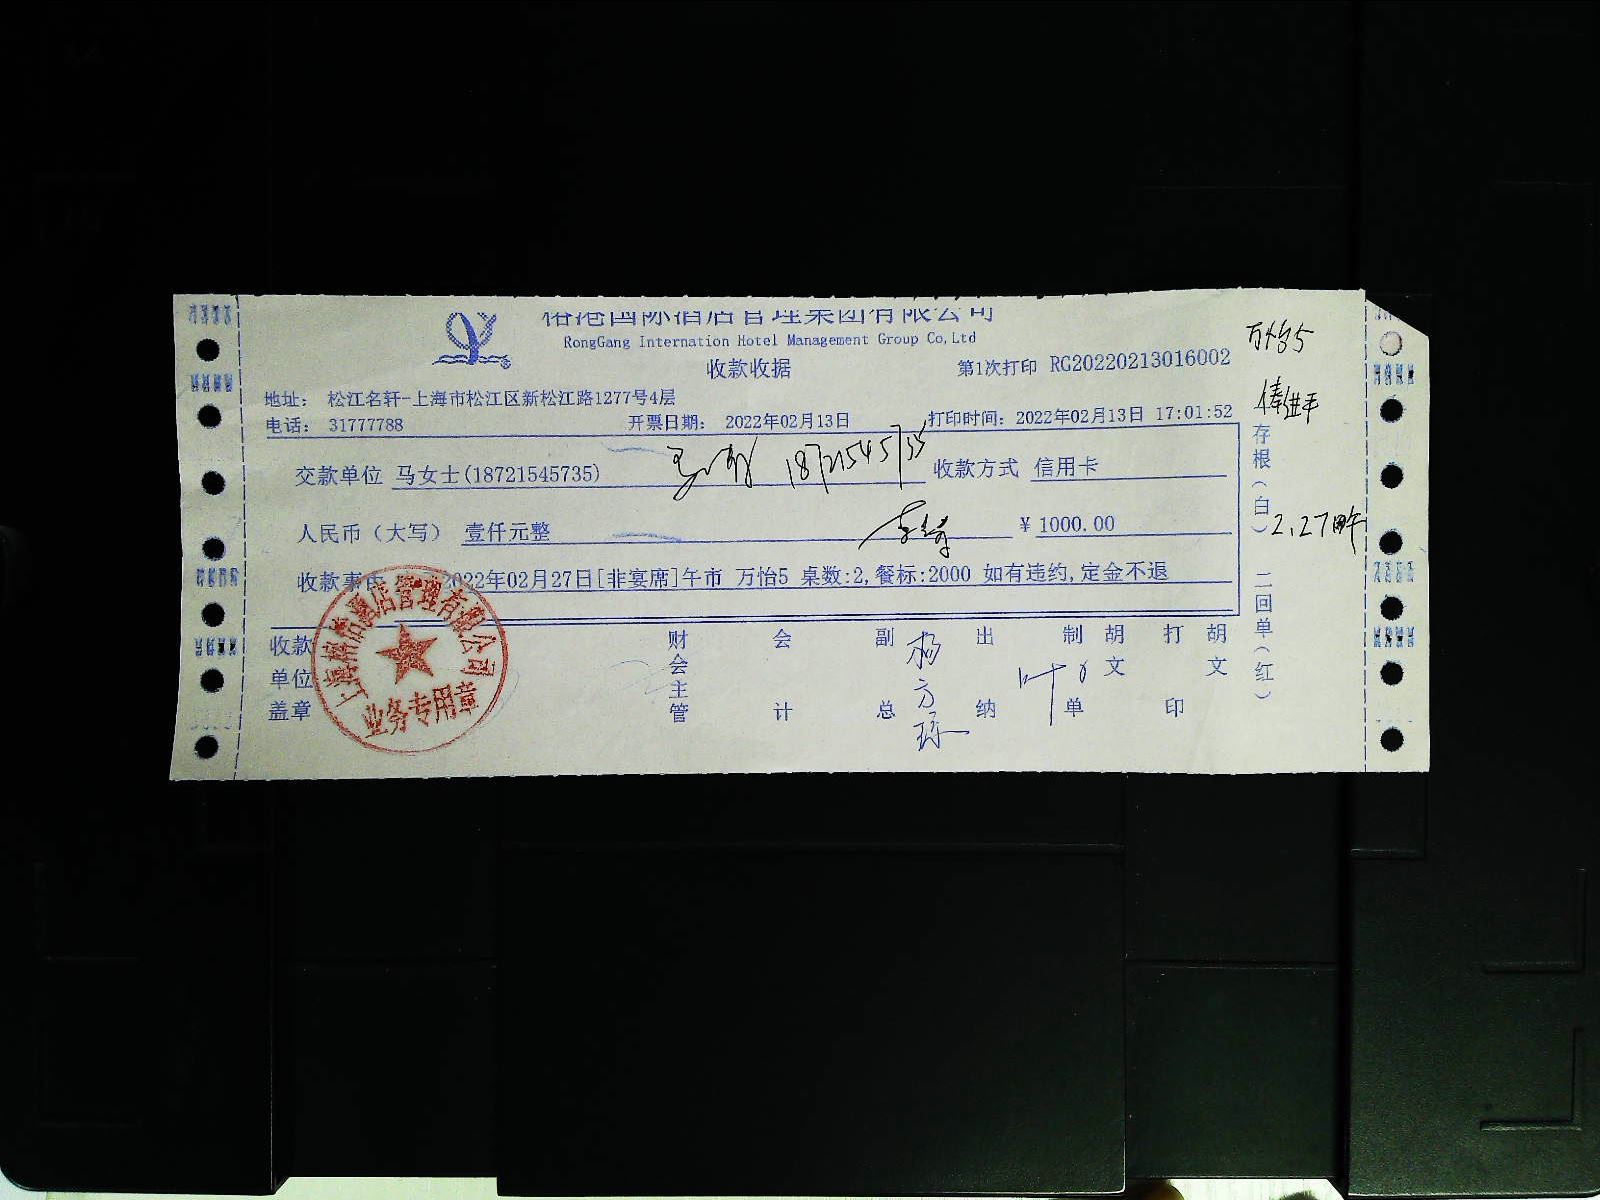 榕港国际酒店管理集团有限公司
RongGang Internation Hotel Management Group Co,Ltd
收款收据
第1次打印 RG20220213016002
地址： 松江名轩-上海市松江区新松江路1277号4层
电话： 31777788 开票日期： 2022年02月13日 打印时间：2022年02月13日 17:01:52
交款单位 马女士(18721545735) 18721545735 收款方式 信用卡
人民币（大写） 壹仟元整 ¥ 1000.00
收款事由 2022年02月27日[非宴席]午市 万怡5 桌数:2,餐标:2000 如有违约,定金不退
收款单位盖章 财会主管 会计 副总 出纳 叶 制单 胡文 打印 胡文
上海榕港酒店管理有限公司
业务专用章
万怡5
2.27
存根（白） 二回单（红）